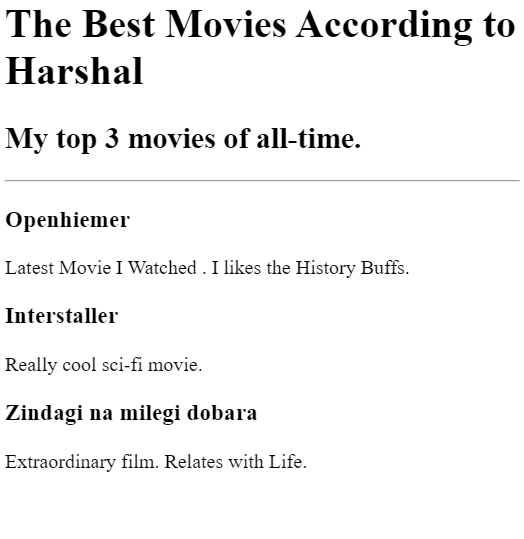 The Best Movies According to
Harshal
My top 3 movies of all-time.
Openhiemer
Latest Movie I Watched . I likes the History Buffs.
Interstaller
Really cool sci-fi movie.
Zindagi na milegi dobara
Extraordinary film. Relates with Life.